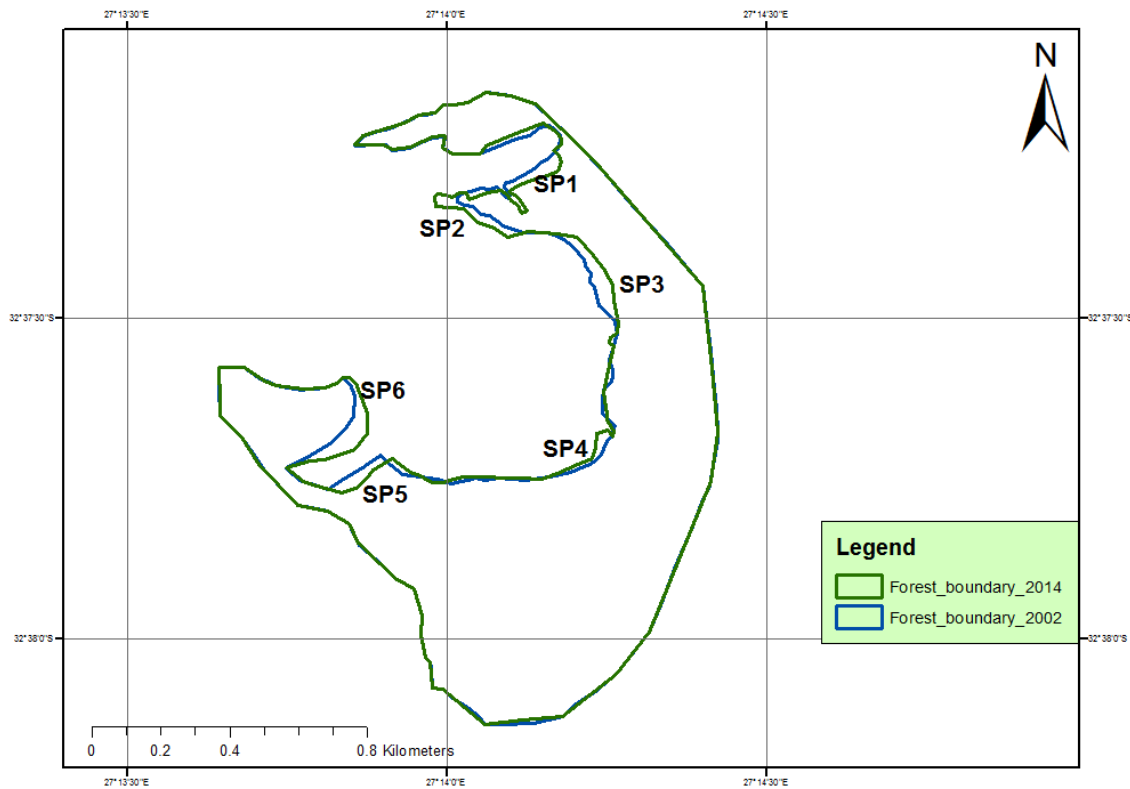 27°13'30"E 27°14'0"E 27°14'30"E
N
SP1
SP2
SP3
32°37'30"S 32°37'30"S
SP6
SP4
SP5
Legend
Forest_boundary_2014
Forest_boundary_2002
32°38'0"S 32°38'0"S
0 0.2 0.4 0.8 Kilometers
27°13'30"E 27°14'0"E 27°14'30"E